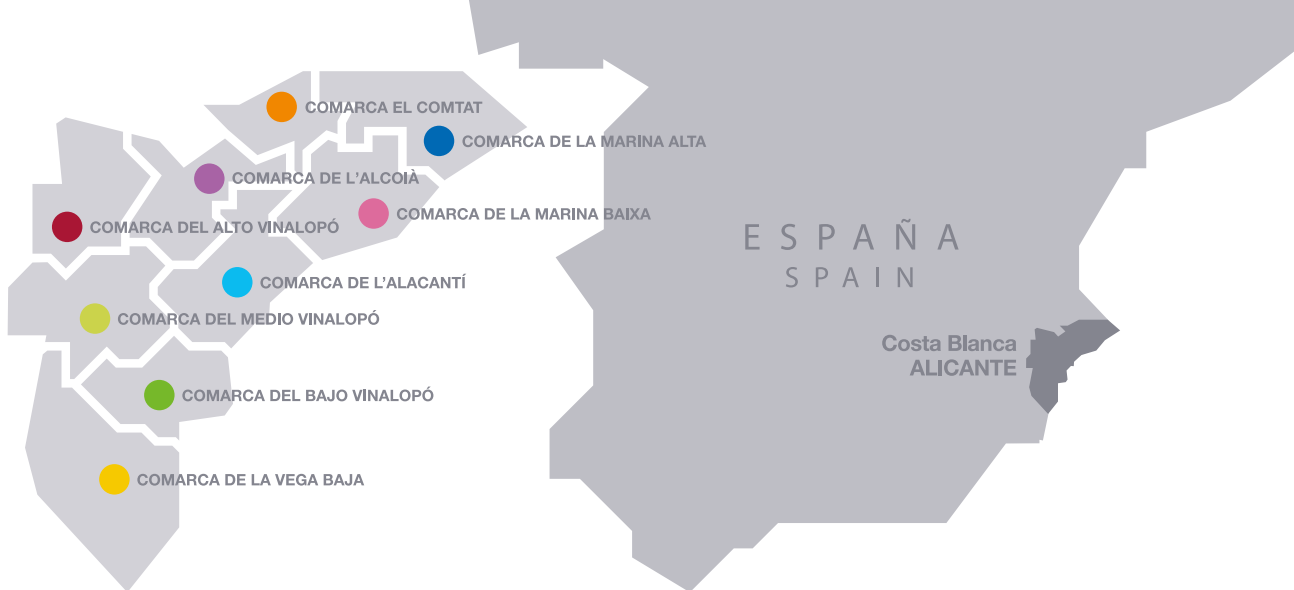 COMARCA EL COMTAT
COMARCA DE LA MARINA ALTA
COMARCA DE L’ALCOIÀ
COMARCA DE LA MARINA BAIXA
COMARCA DEL ALTO VINALOPÓ
COMARCA DE L’ALACANTÍ
COMARCA DEL MEDIO VINALOPÓ
COMARCA DEL BAJO VINALOPÓ
COMARCA DE LA VEGA BAJA
ESPAÑA
SPAIN
Costa Blanca
ALICANTE